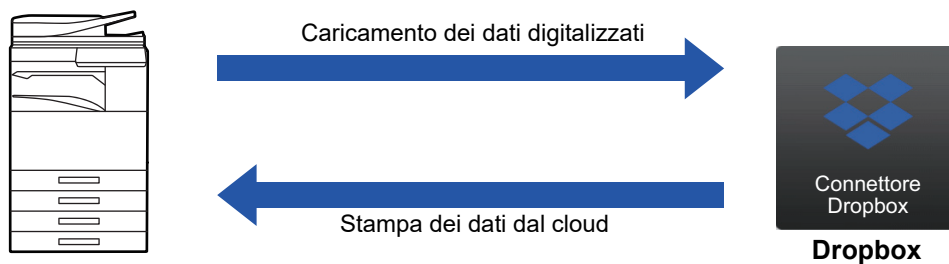 Caricamento dei dati digitalizzati
Stampa dei dati dal cloud
Connettore
Dropbox
Dropbox